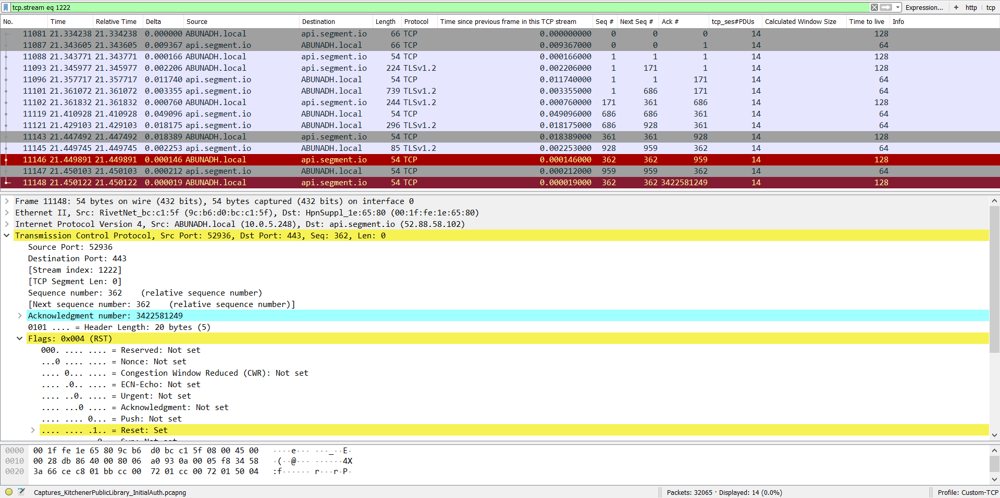 tcp.stream eq 1222 Expression... + http tcp
No. Time Relative Time Delta Source Destination Length Protocol Time since previous frame in this TCP stream Seq # Next Seq # Ack # tcp_ses#PDUs Calculated Window Size Time to live Info
11081 21.334238 21.334238 0.000000 ABUNADH.local api.segment.io 66 TCP 0.000000000 0 0 0 14 128
11087 21.343605 21.343605 0.009367 api.segment.io ABUNADH.local 66 TCP 0.009367000 0 0 1 14 64
11088 21.343771 21.343771 0.000166 ABUNADH.local api.segment.io 54 TCP 0.000166000 1 1 1 14 128
11093 21.345977 21.345977 0.002206 ABUNADH.local api.segment.io 224 TLSv1.2 0.002206000 1 171 1 14 128
11096 21.357717 21.357717 0.011740 api.segment.io ABUNADH.local 54 TCP 0.011740000 1 1 171 14 64
11101 21.361072 21.361072 0.003355 api.segment.io ABUNADH.local 739 TLSv1.2 0.003355000 1 686 171 14 64
11102 21.361832 21.361832 0.000760 ABUNADH.local api.segment.io 244 TLSv1.2 0.000760000 171 361 686 14 128
11119 21.410928 21.410928 0.049096 api.segment.io ABUNADH.local 54 TCP 0.049096000 686 686 361 14 64
11121 21.429103 21.429103 0.018175 api.segment.io ABUNADH.local 296 TLSv1.2 0.018175000 686 928 361 14 64
11143 21.447492 21.447492 0.018389 ABUNADH.local api.segment.io 54 TCP 0.018389000 361 361 928 14 128
11145 21.449745 21.449745 0.002253 api.segment.io ABUNADH.local 85 TLSv1.2 0.002253000 928 959 362 14 64
11146 21.449891 21.449891 0.000146 ABUNADH.local api.segment.io 54 TCP 0.000146000 362 362 959 14 128
11147 21.450103 21.450103 0.000212 api.segment.io ABUNADH.local 54 TCP 0.000212000 959 959 362 14 64
11148 21.450122 21.450122 0.000019 ABUNADH.local api.segment.io 54 TCP 0.000019000 362 362 3422581249 14 128
Frame 11148: 54 bytes on wire (432 bits), 54 bytes captured (432 bits) on interface 0
Ethernet II, Src: RivetNet_bc:c1:5f (9c:b6:d0:bc:c1:5f), Dst: HpnSuppl_1e:65:80 (00:1f:fe:1e:65:80)
Internet Protocol Version 4, Src: ABUNADH.local (10.0.5.248), Dst: api.segment.io (52.88.58.102)
Transmission Control Protocol, Src Port: 52936, Dst Port: 443, Seq: 362, Len: 0
Source Port: 52936
Destination Port: 443
[Stream index: 1222]
[TCP Segment Len: 0]
Sequence number: 362 (relative sequence number)
[Next sequence number: 362 (relative sequence number)]
Acknowledgment number: 3422581249
0101 .... = Header Length: 20 bytes (5)
Flags: 0x004 (RST)
000. .... .... = Reserved: Not set
...0 .... .... = Nonce: Not set
.... 0... .... = Congestion Window Reduced (CWR): Not set
.... .0.. .... = ECN-Echo: Not set
.... ..0. .... = Urgent: Not set
.... ...0 .... = Acknowledgment: Not set
.... .... 0... = Push: Not set
.... .... .1.. = Reset: Set
0000 00 1f fe 1e 65 80 9c b6 d0 bc c1 5f 08 00 45 00 ····e··· ···_··E·
0010 00 28 db 86 40 00 80 06 a0 93 0a 00 05 f8 34 58 ·(··@··· ······4X
0020 3a 66 ce c8 01 bb cc 00 72 01 cc 00 72 01 50 04 :f······ r···r·P·
Captures_KitchenerPublicLibrary_InitialAuth.pcapng Packets: 32065 · Displayed: 14 (0.0%) Profile: Custom-TCP